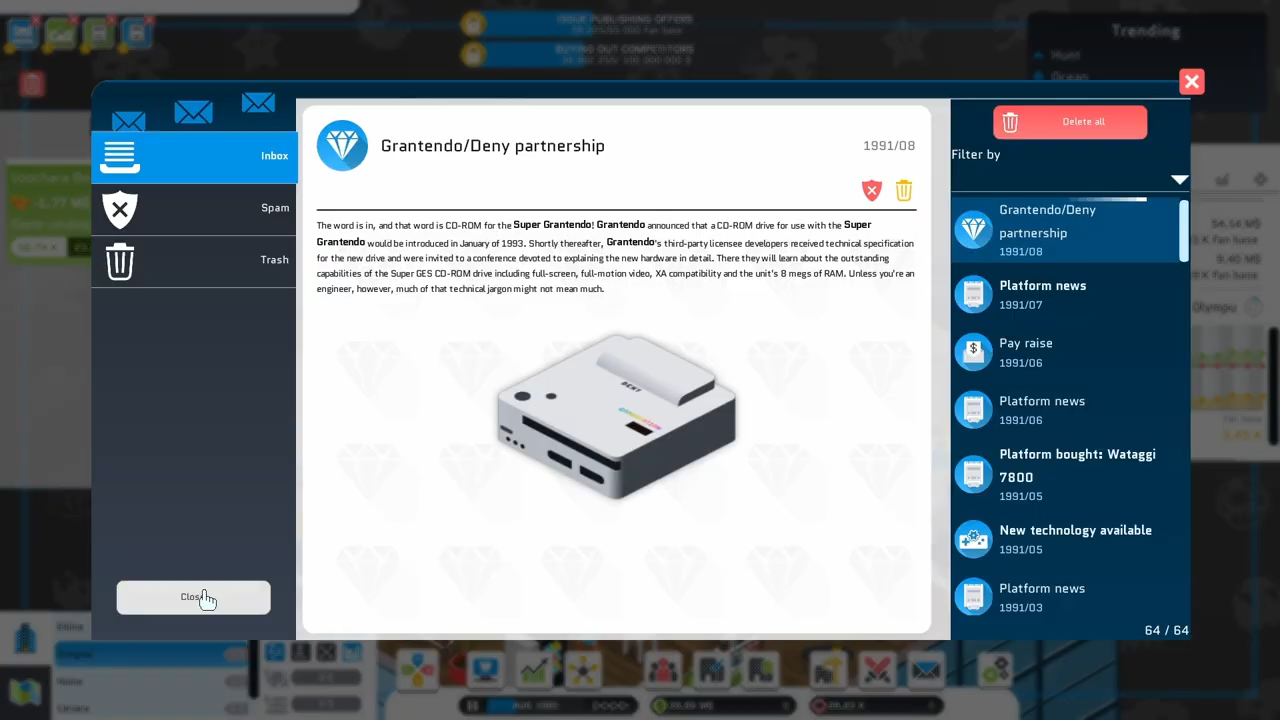 ISSUE PUBLISHING OFFERS
BUYING OUT COMPETITORS
Trending
Hunt
Ocean
Inbox
Spam
Trash
Close
Grantendo/Deny partnership
1991/08
The word is in, and that word is CD-ROM for the Super Grantendo! Grantendo announced that a CD-ROM drive for use with the Super
Grantendo would be introduced in January of 1993. Shortly thereafter, Grantendo's third-party licensee developers received technical specification
for the new drive and were invited to a conference devoted to explaining the new hardware in detail. There they will learn about the outstanding
capabilities of the Super GES CD-ROM drive including full-screen, full-motion video, XA compatibility and the unit's 8 megs of RAM. Unless you're an
engineer, however, much of that technical jargon might not mean much.
DENY
Delete all
Filter by
Grantendo/Deny
partnership
1991/08
Platform news
1991/07
Pay raise
1991/06
Platform news
1991/06
Platform bought: Wataggi
7800
1991/05
New technology available
1991/05
Platform news
1991/03
64 / 64